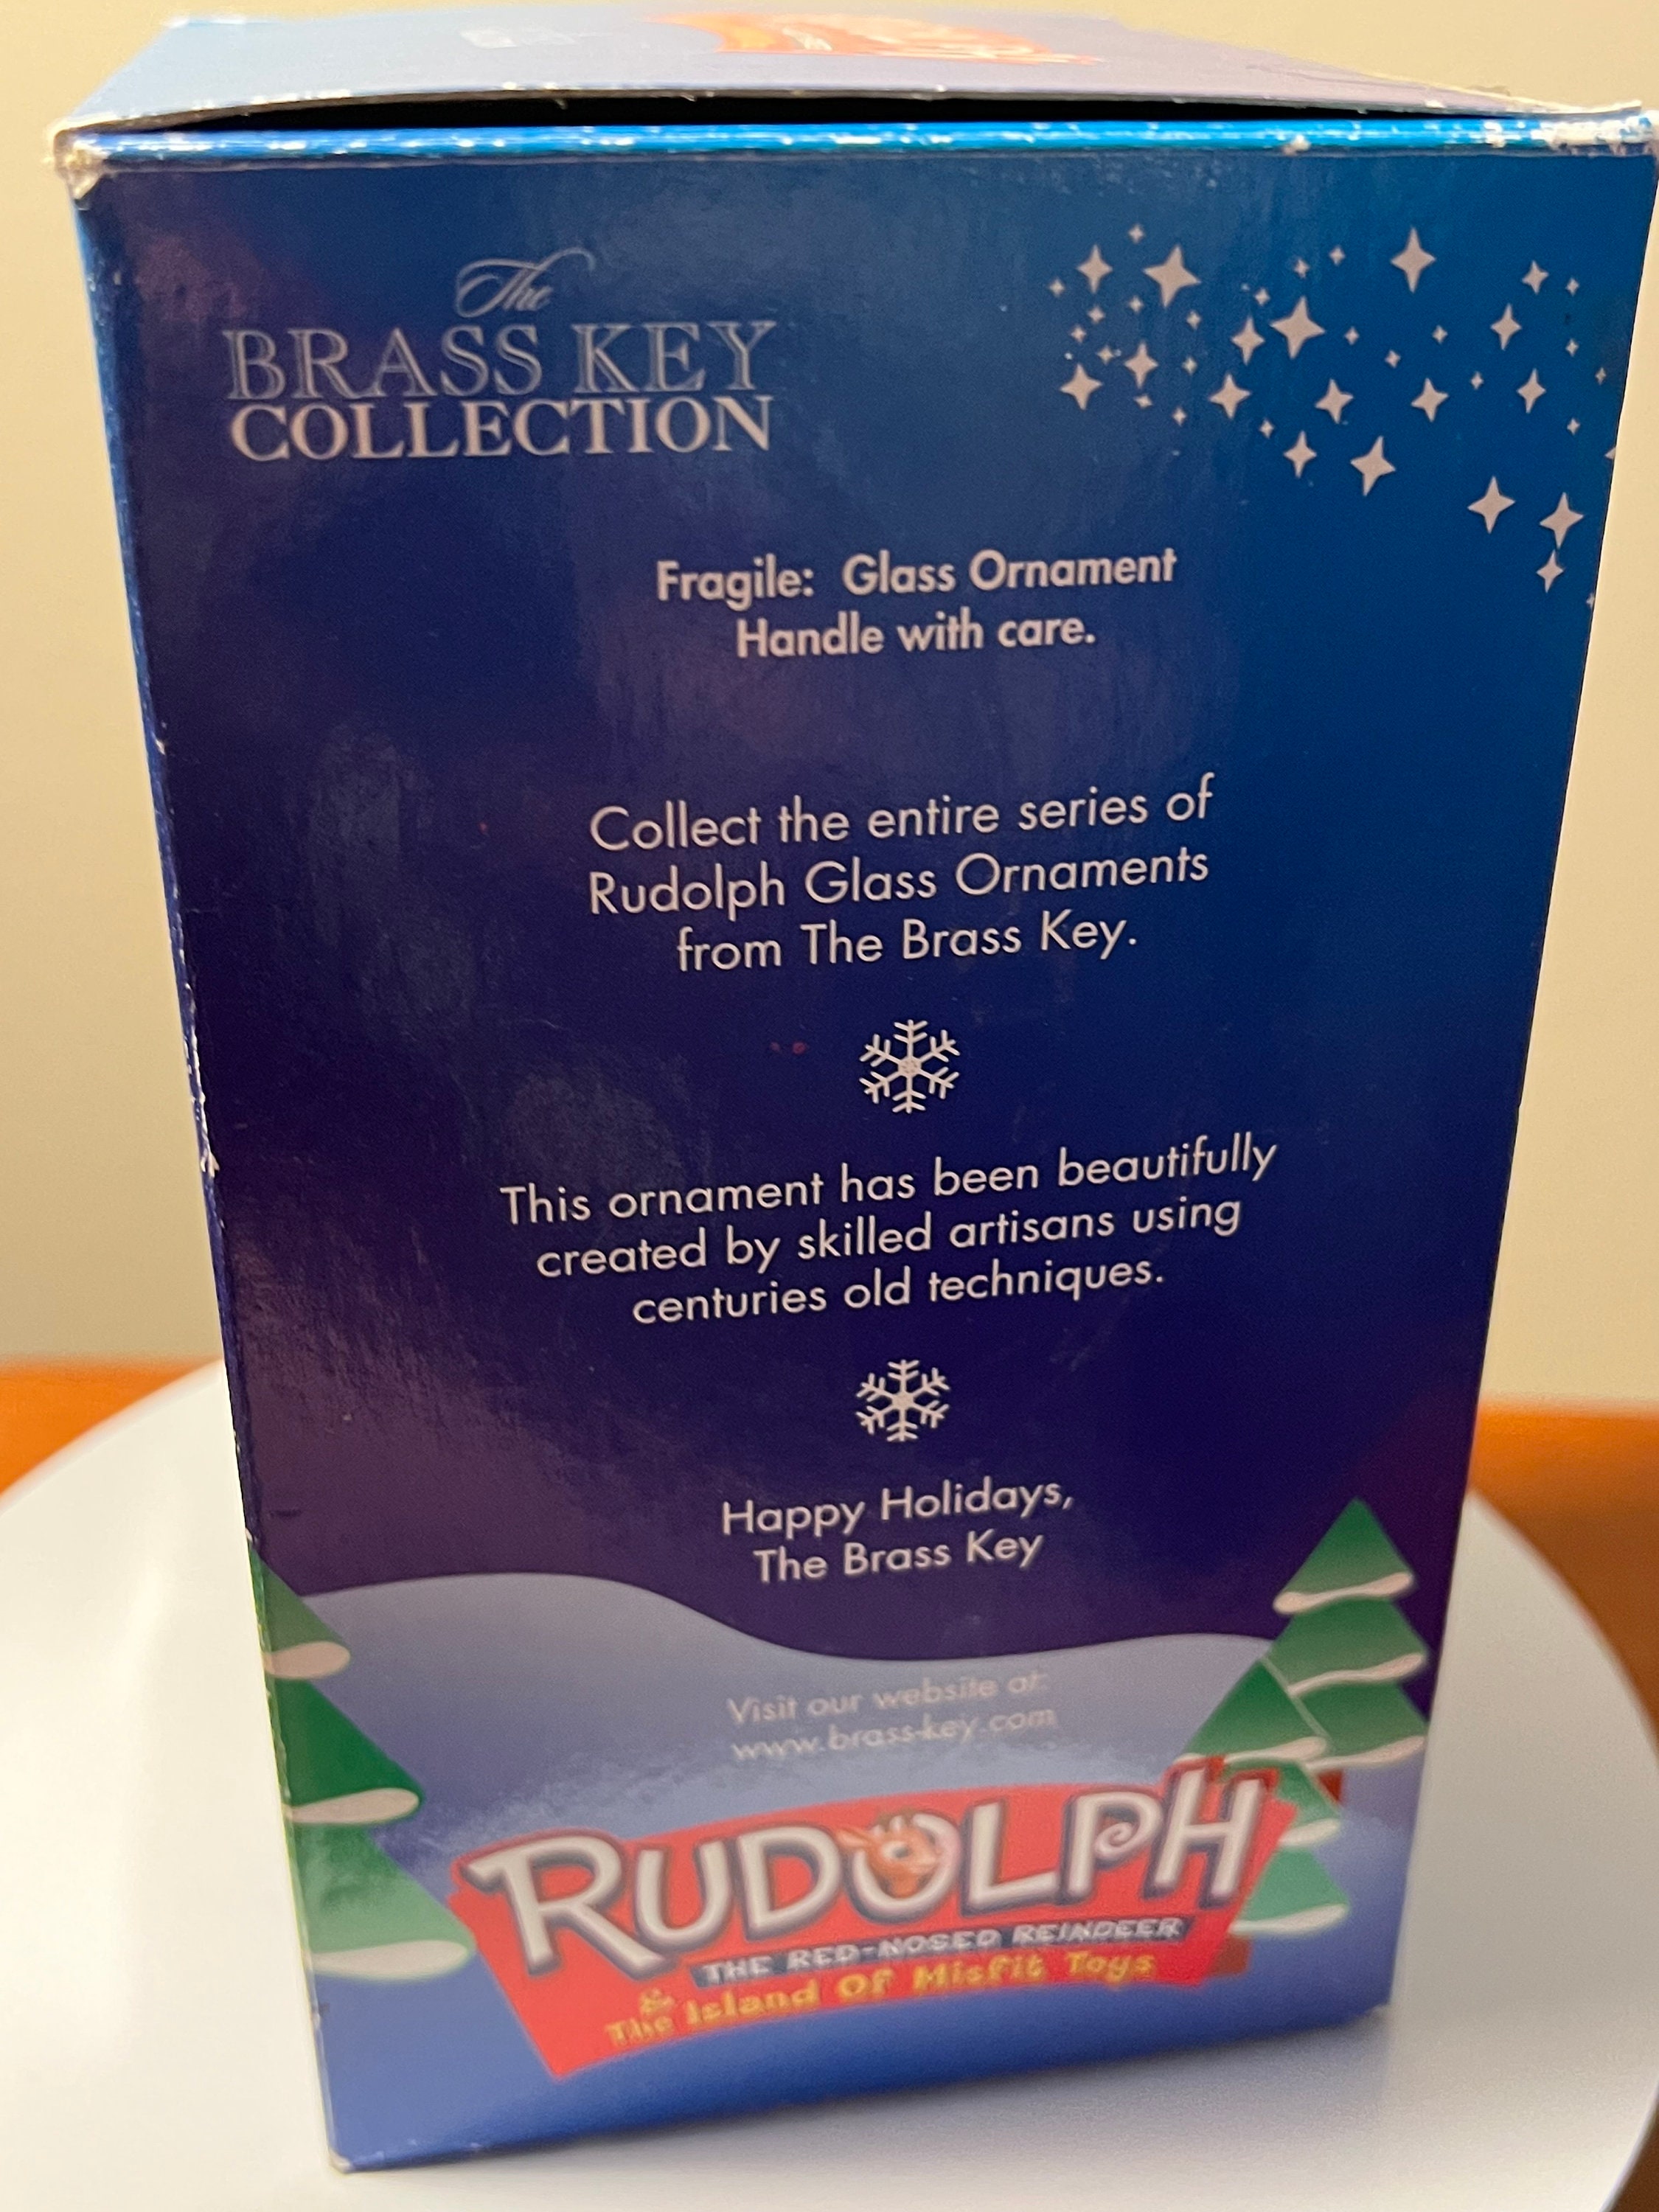 The
BRASS KEY
COLLECTION
Fragile: Glass Ornament
Handle with care.
Collect the entire series of
Rudolph Glass Ornaments
from The Brass Key.
This ornament has been beautifully
created by skilled artisans using
centuries old techniques.
Happy Holidays,
The Brass Key
Visit our website at:
www.brass-key.com
RUDOLPH
THE RED-NOSED REINDEER
& The Island Of Misfit Toys